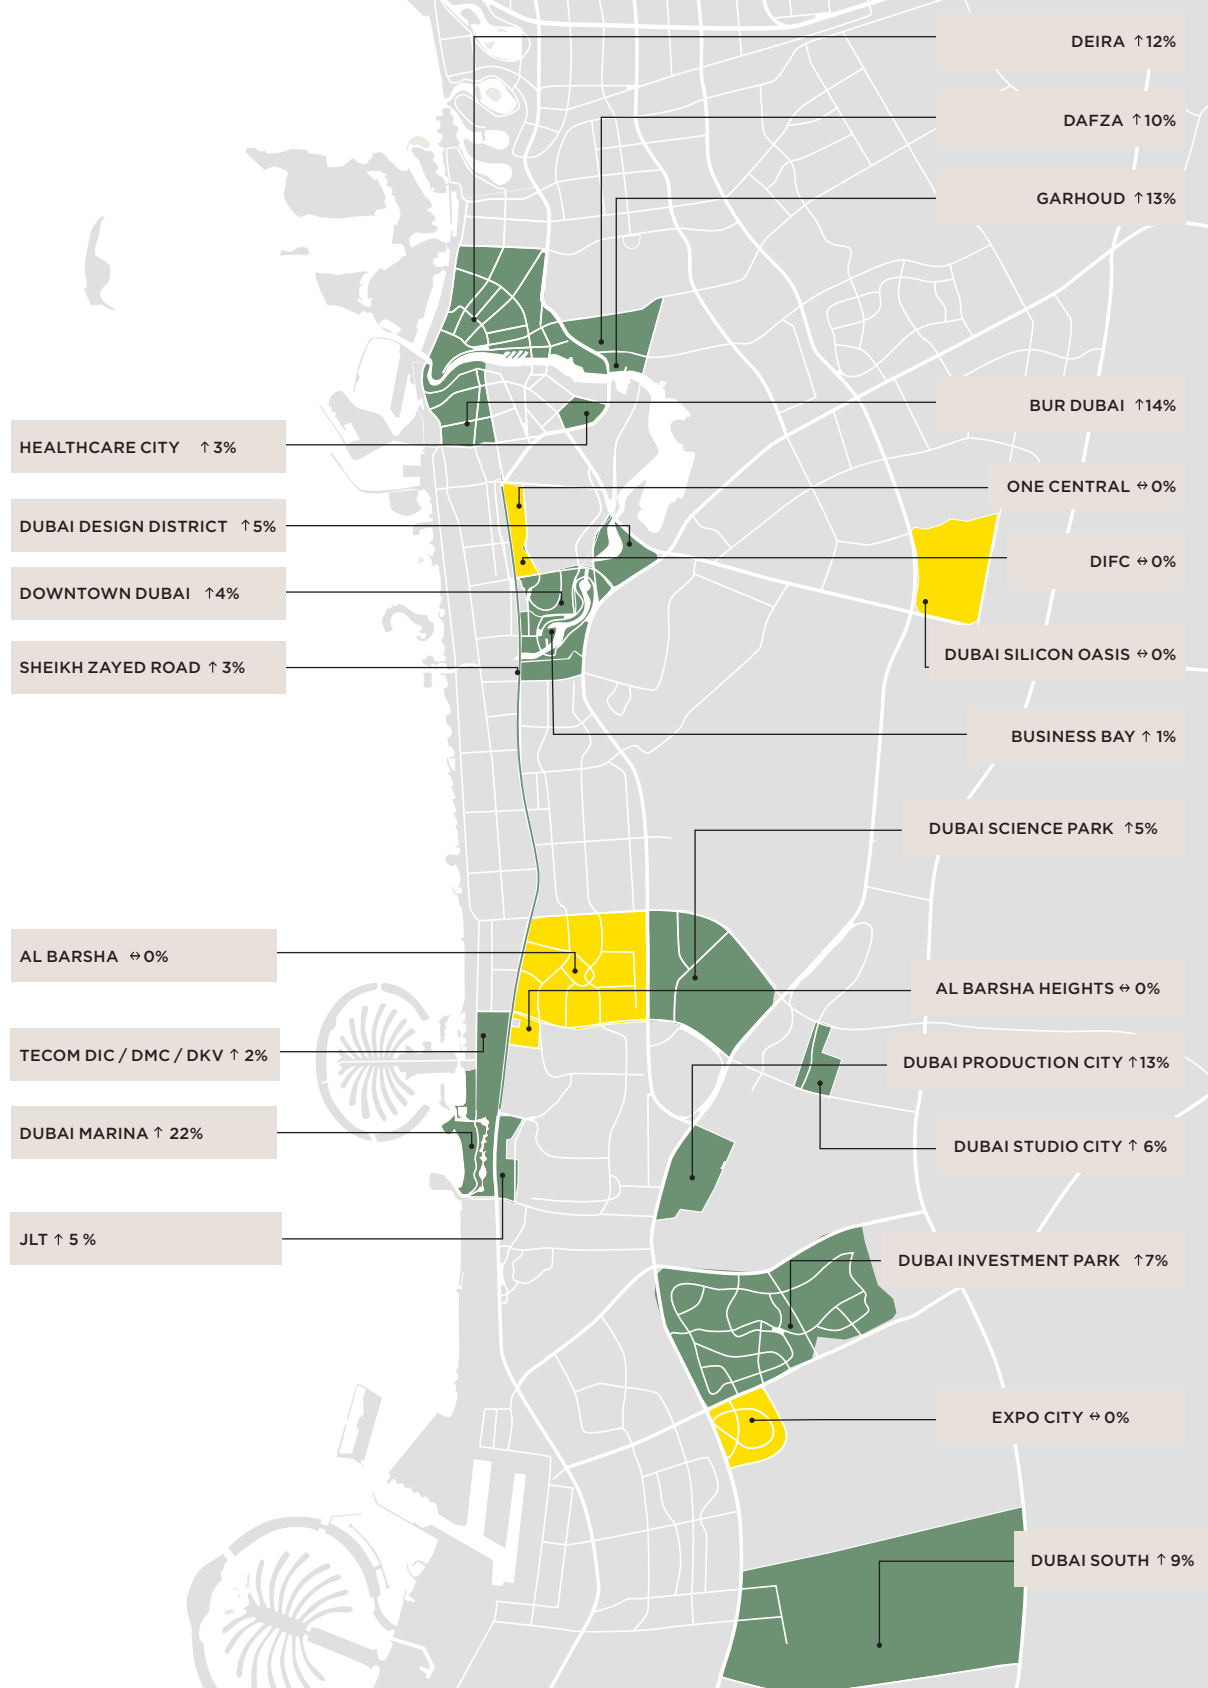 DEIRA ↑12%
DAFZA ↑10%
GARHOUD ↑13%
BUR DUBAI ↑14%
HEALTHCARE CITY ↑3%
ONE CENTRAL ⇔0%
DUBAI DESIGN DISTRICT ↑5%
DIFC ⇔0%
DOWNTOWN DUBAI ↑4%
DUBAI SILICON OASIS ⇔0%
SHEIKH ZAYED ROAD ↑3%
BUSINESS BAY ↑ 1%
DUBAI SCIENCE PARK ↑5%
AL BARSHA ⇔0%
AL BARSHA HEIGHTS ⇔ 0%
TECOM DIC / DMC / DKV ↑ 2%
DUBAI PRODUCTION CITY ↑13%
DUBAI MARINA ↑ 22%
DUBAI STUDIO CITY ↑ 6%
JLT ↑ 5 %
DUBAI INVESTMENT PARK ↑7%
EXPO CITY ⇔0%
DUBAI SOUTH ↑ 9%